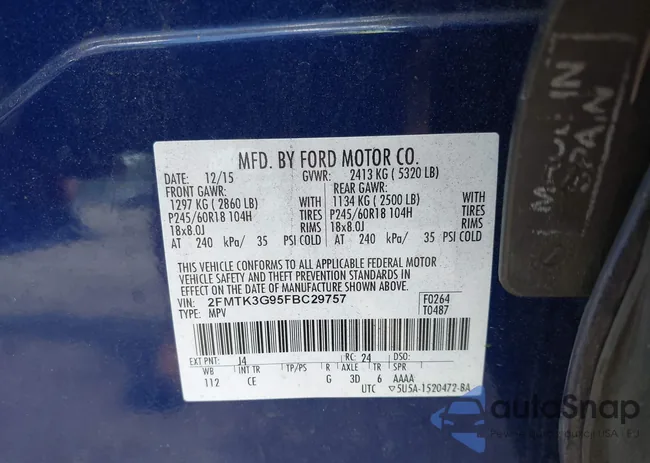 MFD. BY FORD MOTOR CO.
DATE: 12/15 GVWR: 2413 KG ( 5320 LB)
FRONT GAWR: REAR GAWR:
1297 KG ( 2860 LB) WITH 1134 KG ( 2500 LB) WITH
P245/60R18 104H TIRES P245/60R18 104H TIRES
18x8.0J RIMS 18x8.0J RIMS
AT 240 kPa/ 35 PSI COLD AT 240 kPa/ 35 PSI COLD
THIS VEHICLE CONFORMS TO ALL APPLICABLE FEDERAL MOTOR
VEHICLE SAFETY AND THEFT PREVENTION STANDARDS IN
EFFECT ON THE DATE OF MANUFACTURE SHOWN ABOVE.
VIN: 2FMTK3G95FBC29757 F0264
TYPE: MPV T0487
EXT PNT: J4 RC: 24 DSO:
WB INT TR TP/PS R AXLE TR SPR
112 CE G 3D 6 AAAA
UTC 5U5A-1520472-BA
MADE IN
SPAIN
autoSnap